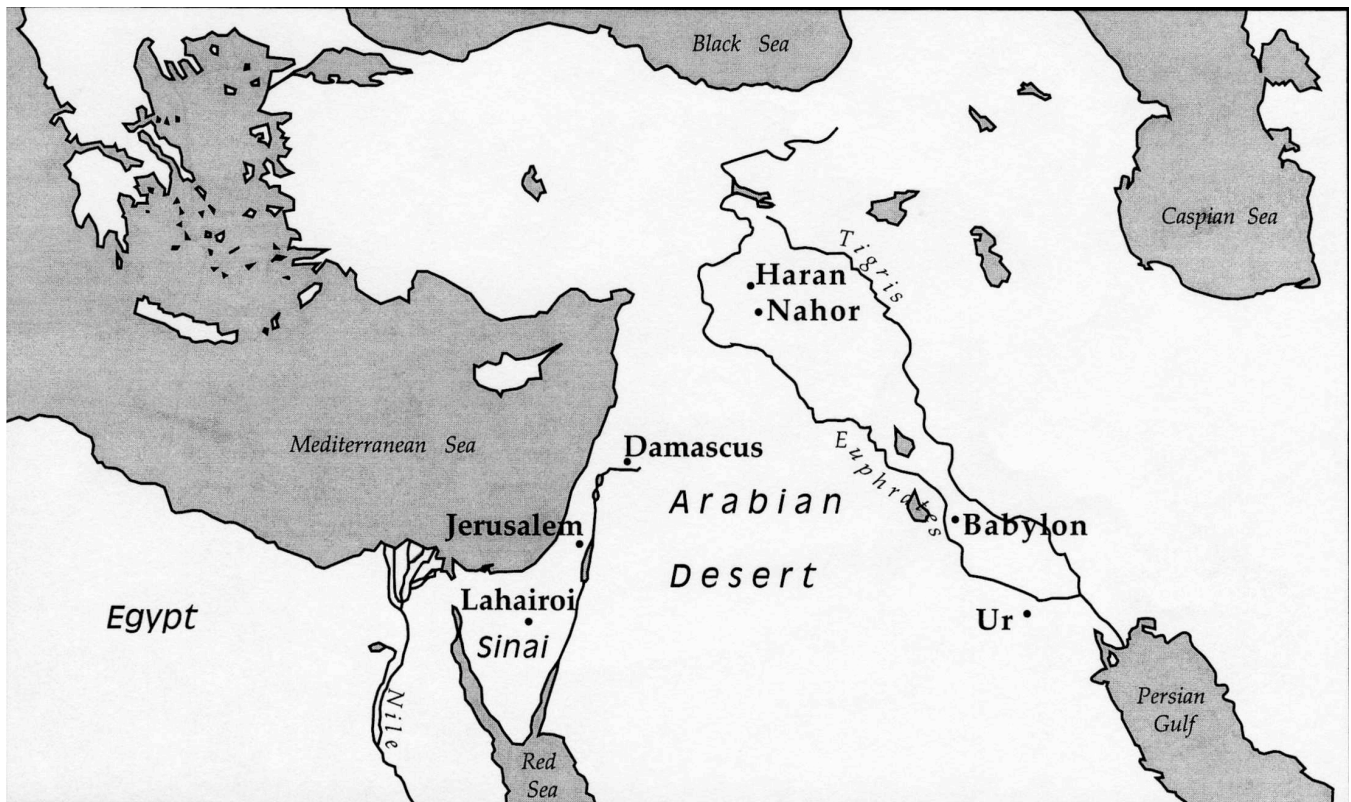 Black Sea
Caspian Sea
Tigris
Haran
Nahor
Mediterranean Sea
Euphrates
Damascus
Arabian
Desert
Jerusalem
Babylon
Lahairoi
Egypt
Sinai
Ur
Nile
Persian
Gulf
Red
Sea